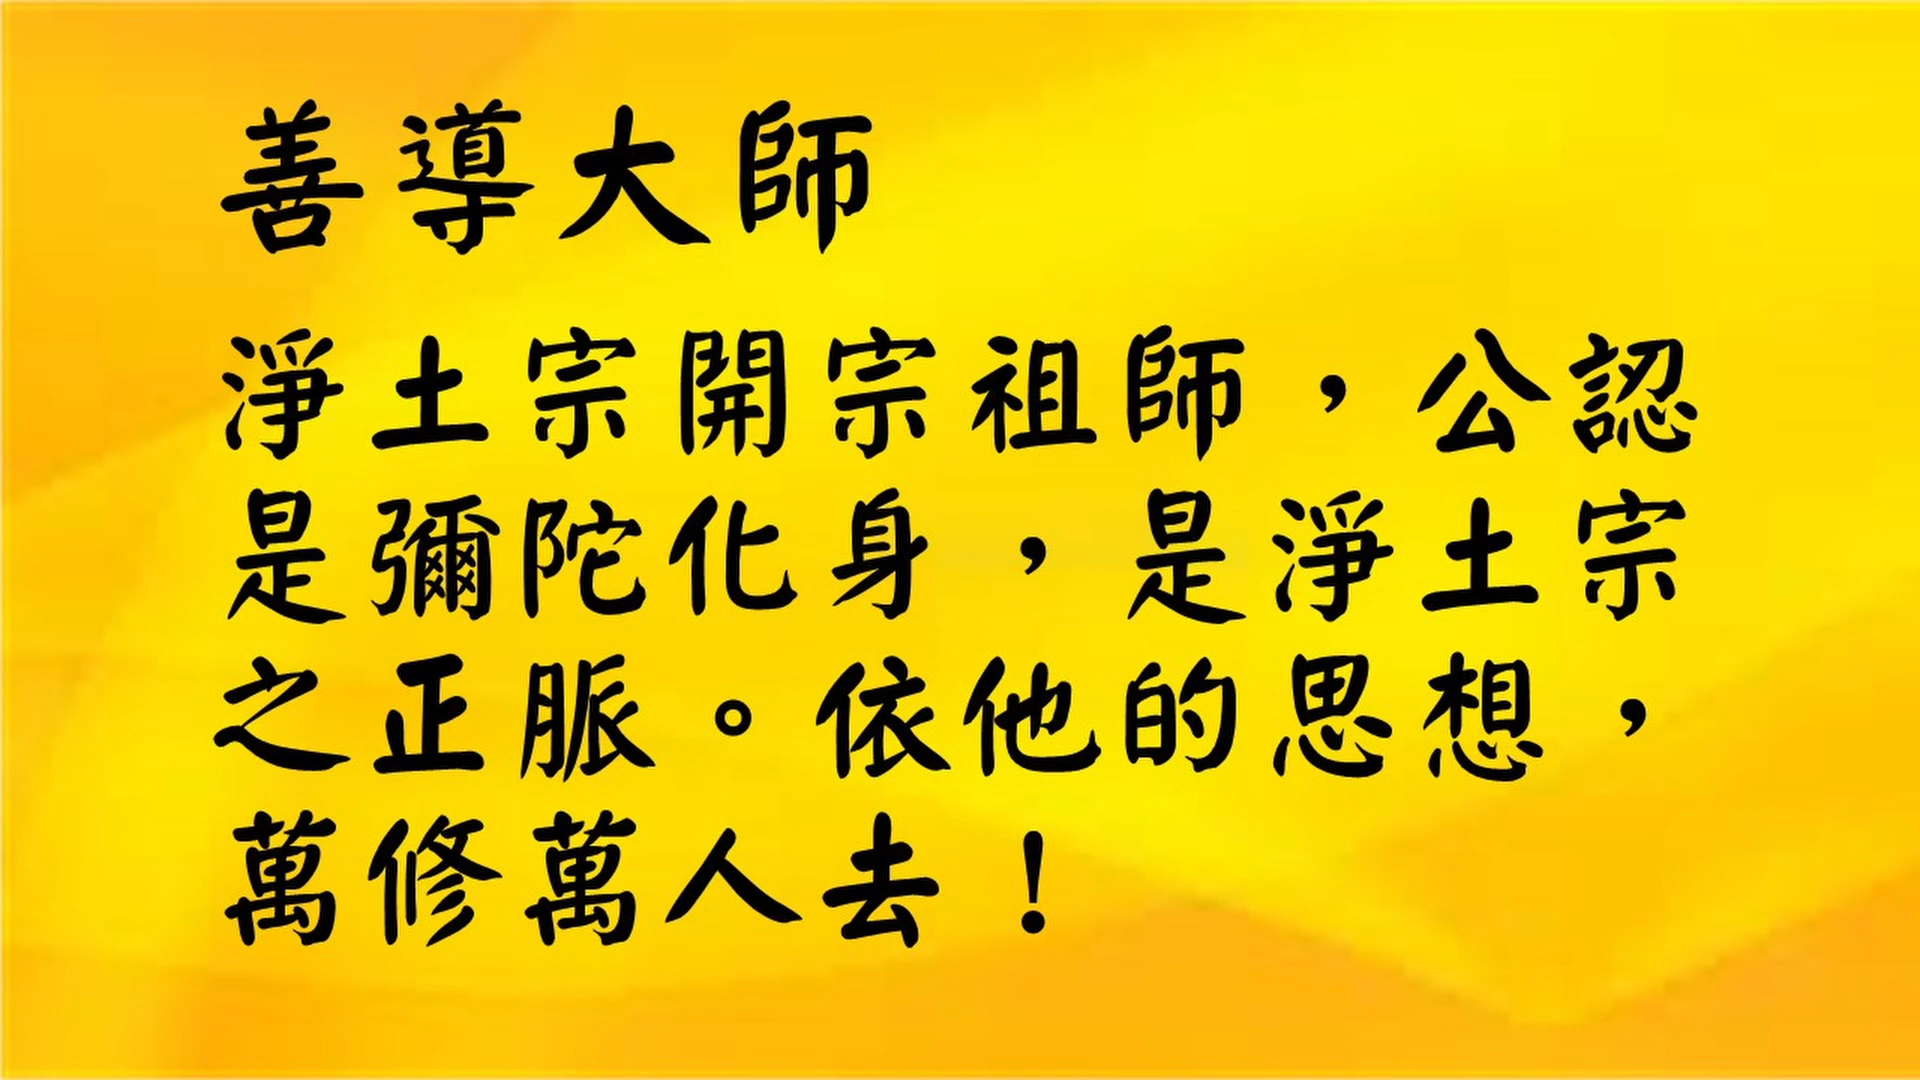 善導大師
淨土宗開宗祖師，公認
是彌陀化身，是淨土宗
之正脈。依他的思想，
萬修萬人去！